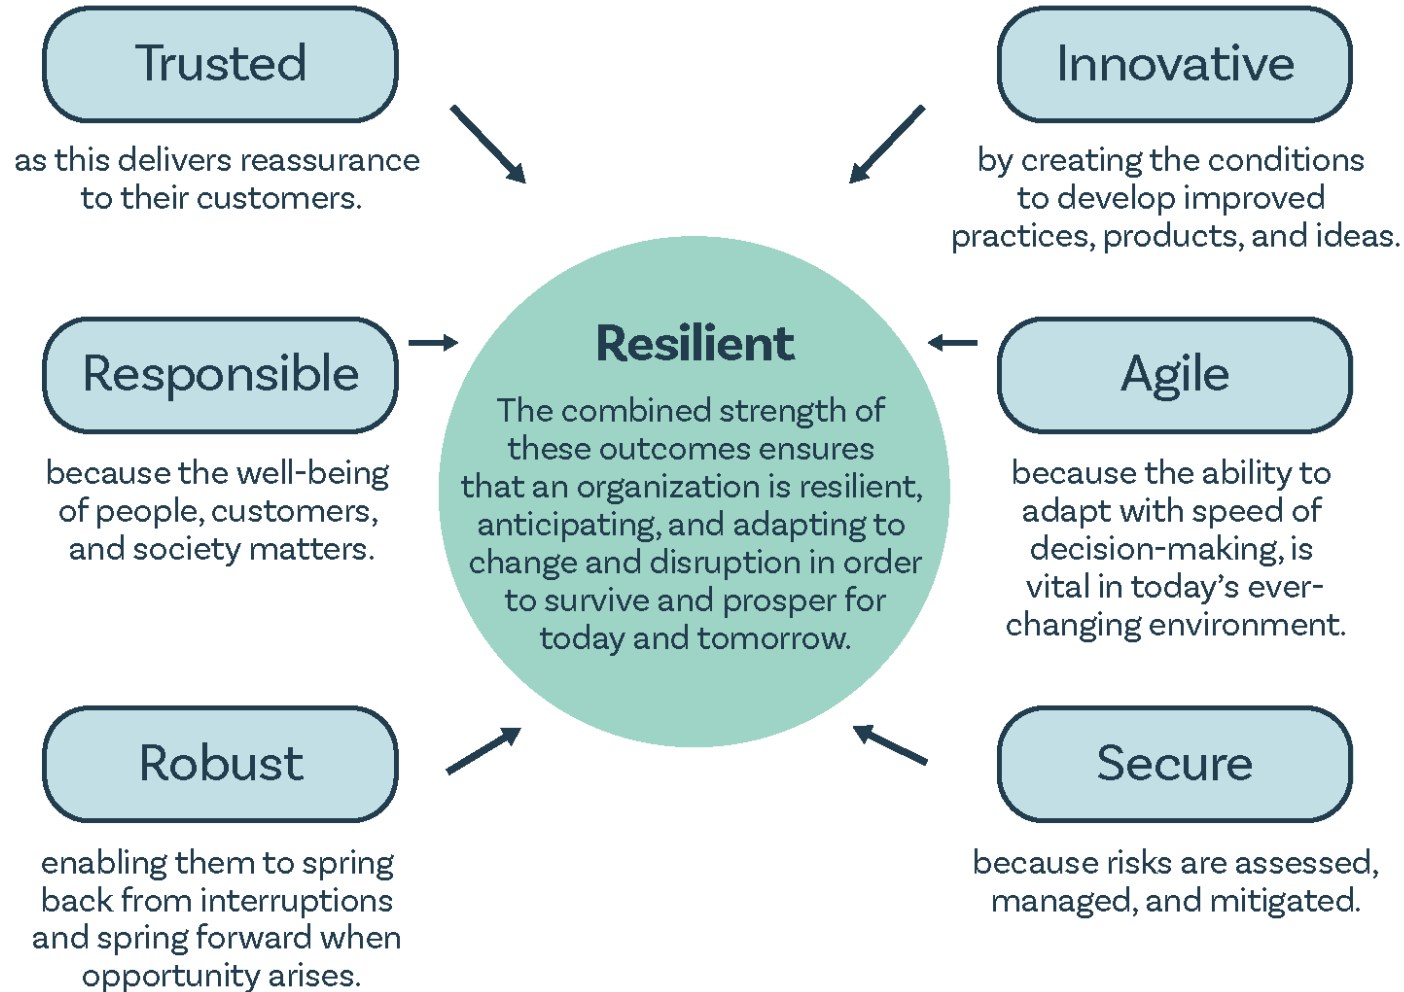 Trusted
as this delivers reassurance
to their customers.
Innovative
by creating the conditions
to develop improved
practices, products, and ideas.
Responsible
because the well-being
of people, customers,
and society matters.
Resilient
The combined strength of
these outcomes ensures
that an organization is resilient,
anticipating, and adapting to
change and disruption in order
to survive and prosper for
today and tomorrow.
Agile
because the ability to
adapt with speed of
decision-making, is
vital in today’s ever-
changing environment.
Robust
enabling them to spring
back from interruptions
and spring forward when
opportunity arises.
Secure
because risks are assessed,
managed, and mitigated.